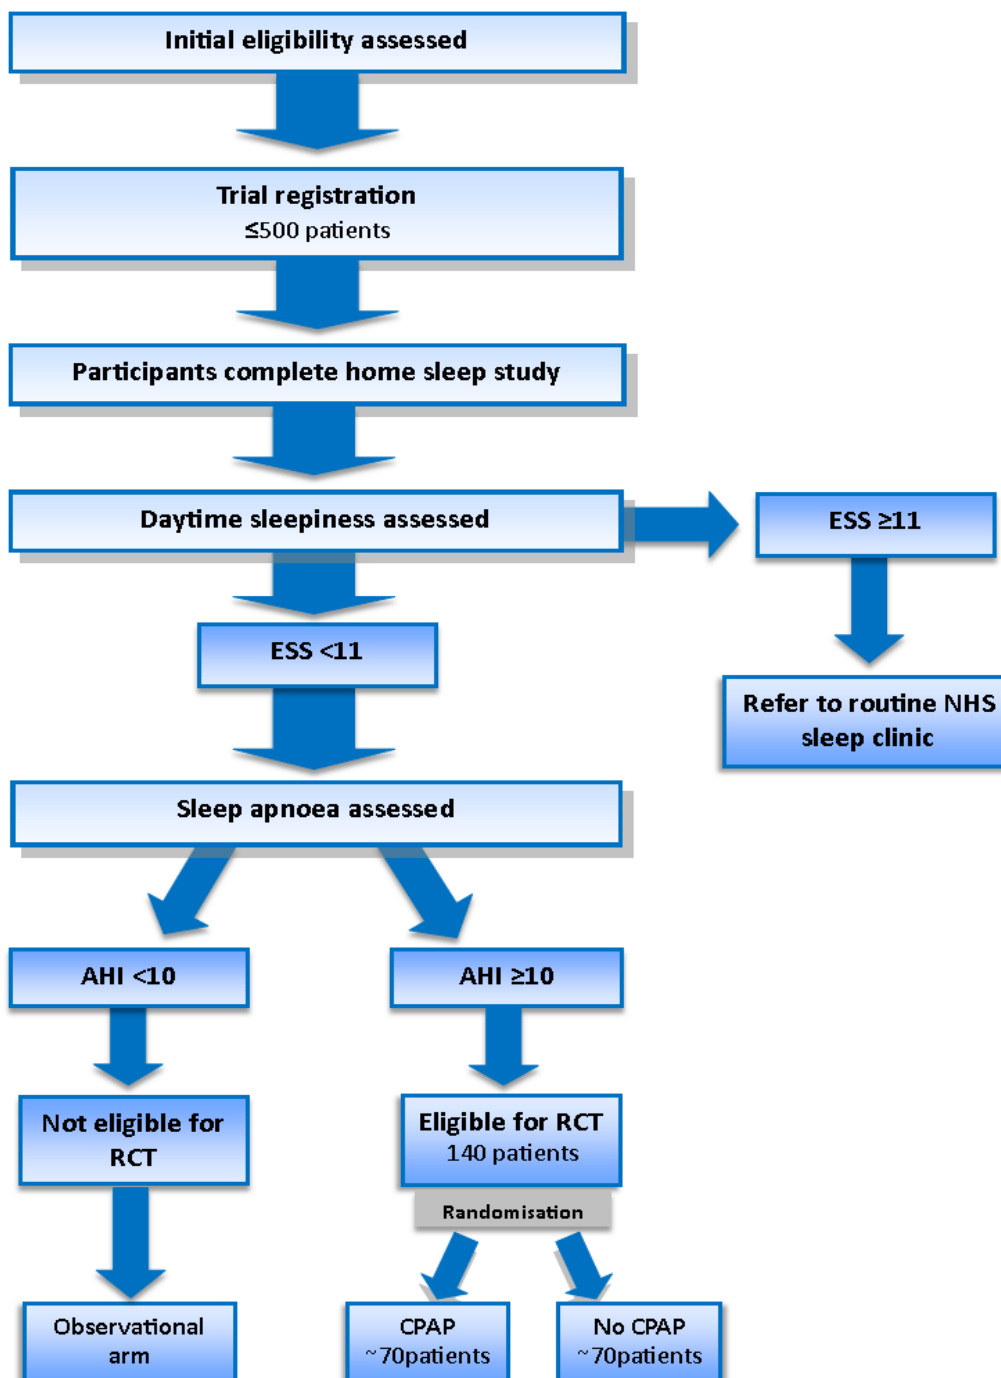 Initial eligibility assessed
Trial registration
≤500 patients
Participants complete home sleep study
Daytime sleepiness assessed
ESS ≥11
ESS <11
Refer to routine NHS
sleep clinic
Sleep apnoea assessed
AHI <10
AHI ≥10
Not eligible for
RCT
Eligible for RCT
140 patients
Randomisation
Observational
arm
CPAP
~70patients
No CPAP
~70patients